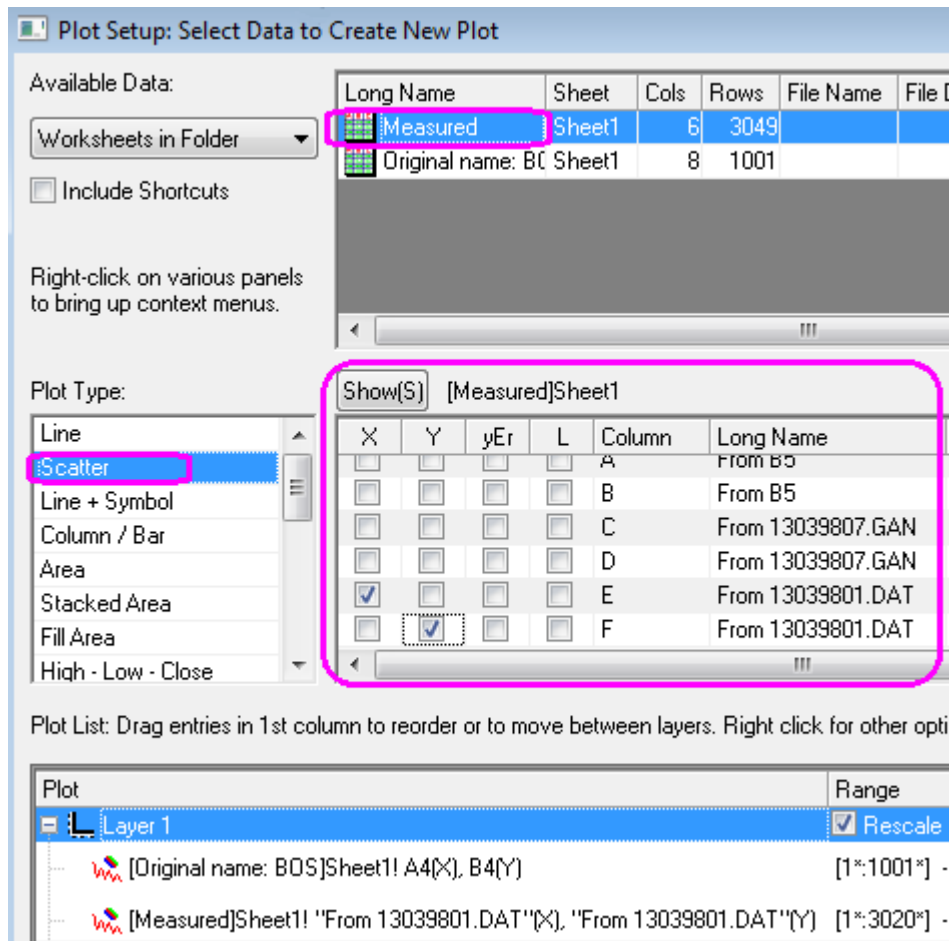 Plot Setup: Select Data to Create New Plot
Available Data:
Worksheets in Folder
Include Shortcuts
Right-click on various panels
to bring up context menus.
Long Name Sheet Cols Rows File Name File D
Measured Sheet1 6 3049
Original name: BO Sheet1 8 1001
Plot Type:
Line
Scatter
Line + Symbol
Column / Bar
Area
Stacked Area
Fill Area
High - Low - Close
Show(S) [Measured]Sheet1
X Y yEr L Column Long Name
A From B5
B From B5
C From 13039807.GAN
D From 13039807.GAN
E From 13039801.DAT
F From 13039801.DAT
Plot List: Drag entries in 1st column to reorder or to move between layers. Right click for other opti
Plot Range
Layer 1 Rescale
[Original name: BOS]Sheet1! A4(X), B4(Y) [1*:1001*] -
[Measured]Sheet1! "From 13039801.DAT"(X), "From 13039801.DAT"(Y) [1*:3020*] -